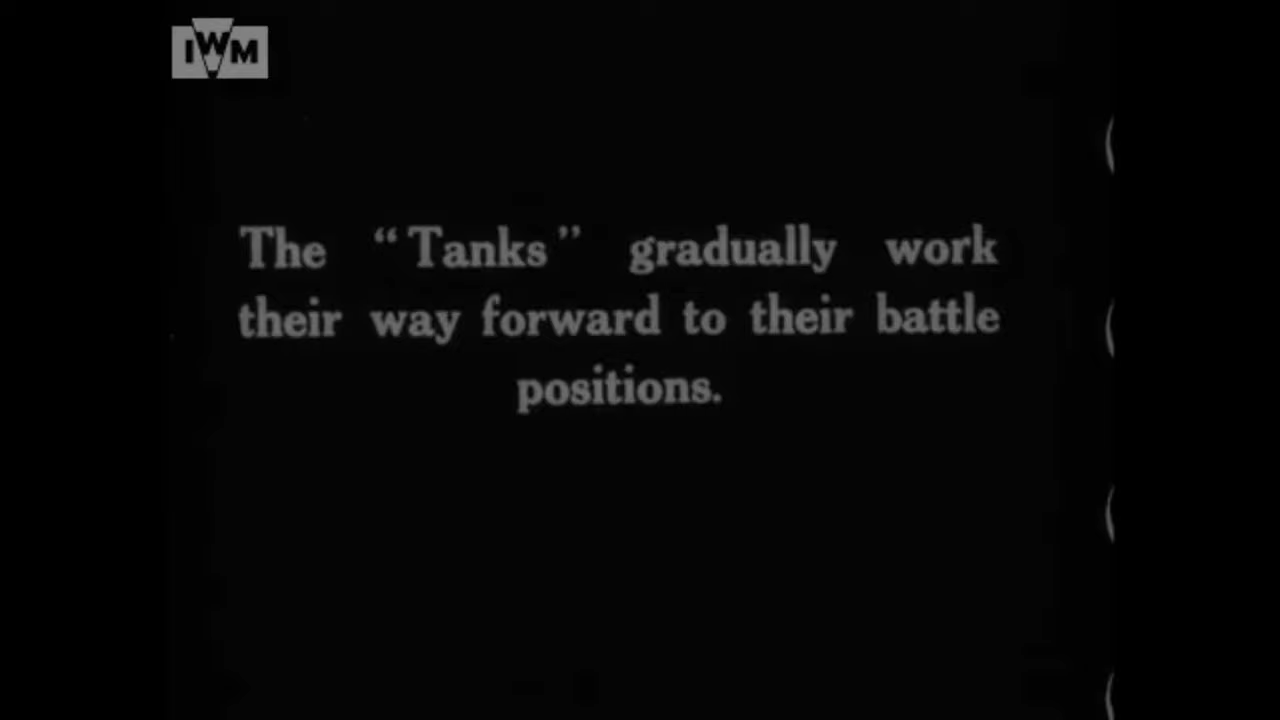 IWM
The “Tanks” gradually work
their way forward to their battle
positions.